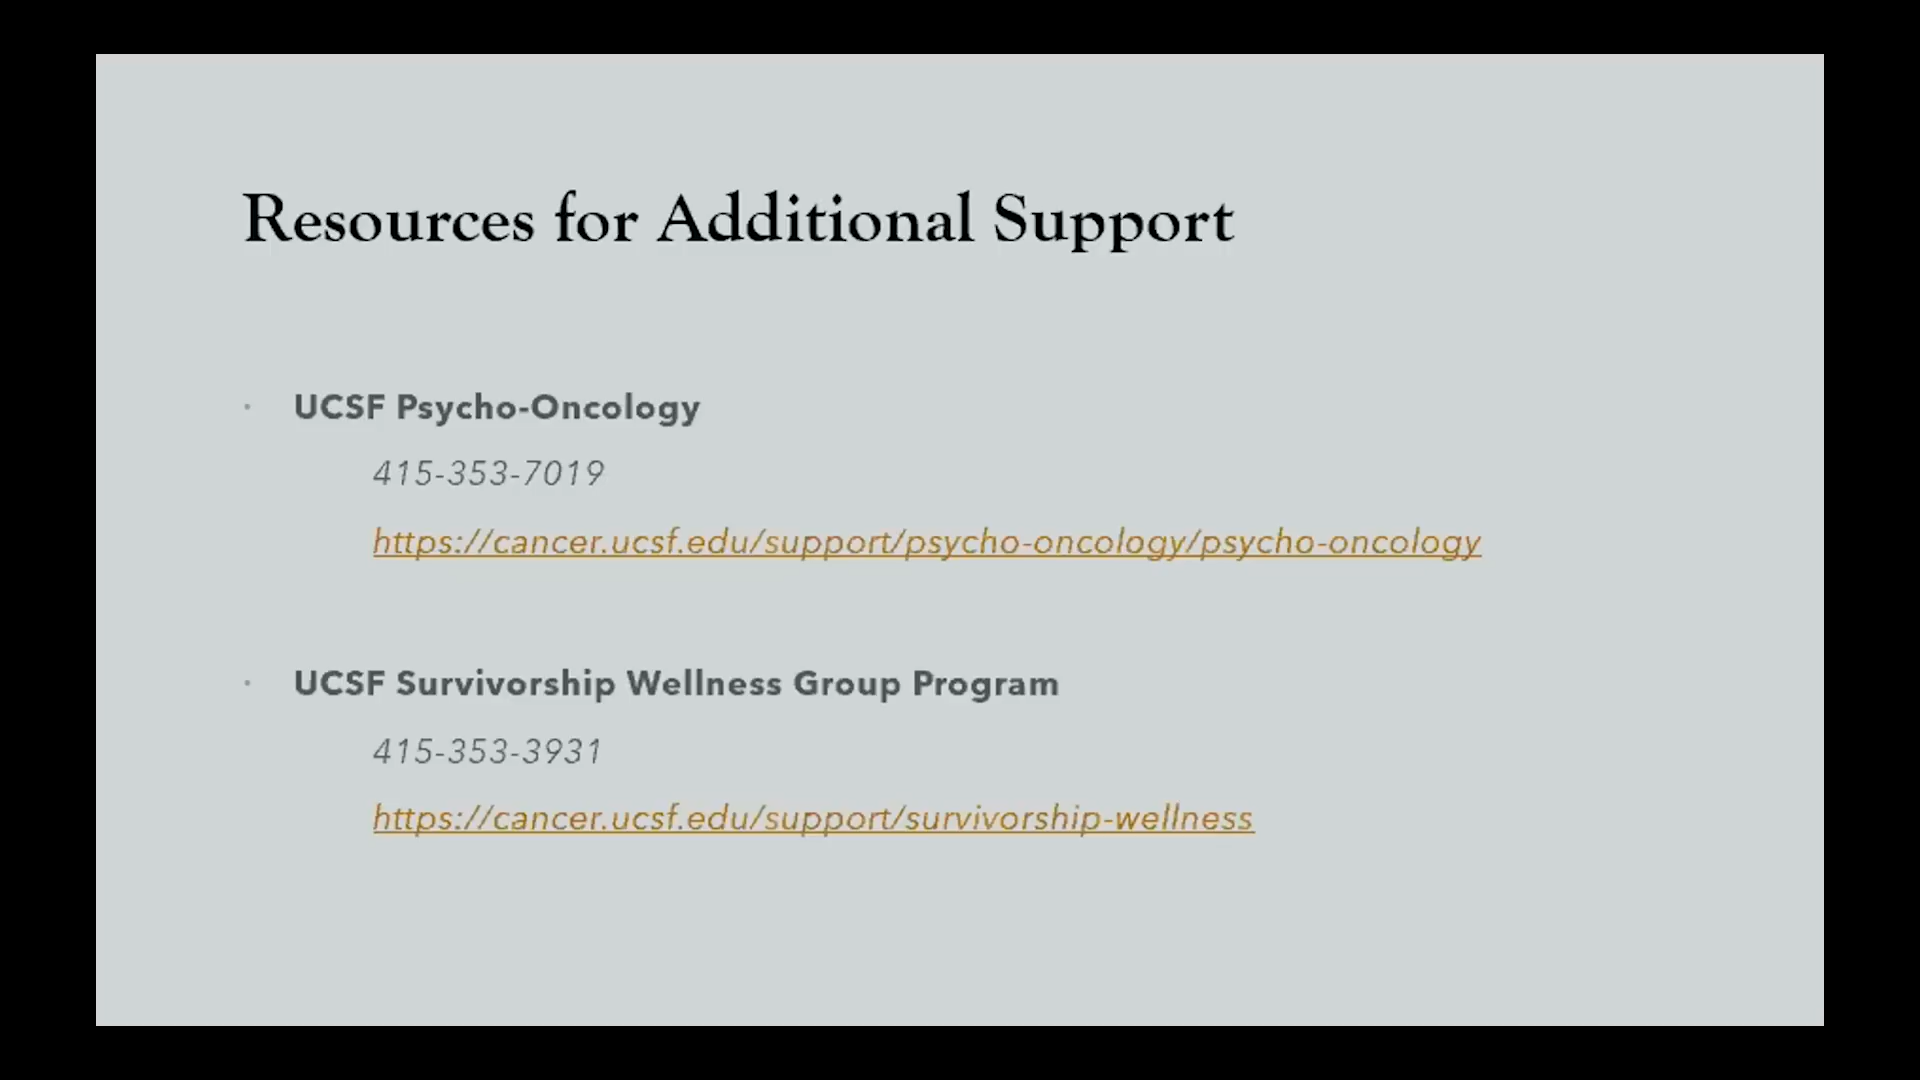 Resources for Additional Support
· UCSF Psycho-Oncology
415-353-7019
https://cancer.ucsf.edu/support/psycho-oncology/psycho-oncology
· UCSF Survivorship Wellness Group Program
415-353-3931
https://cancer.ucsf.edu/support/survivorship-wellness